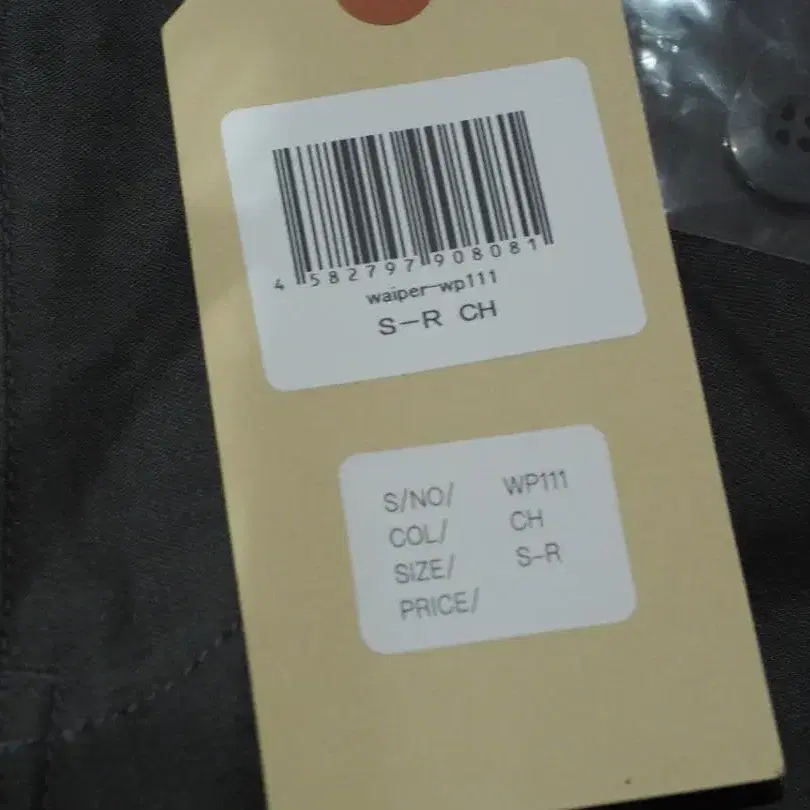 4 582797 908081
waiper-wp111
S-R CH
S/NO/ WP111
COL/ CH
SIZE/ S-R
PRICE/